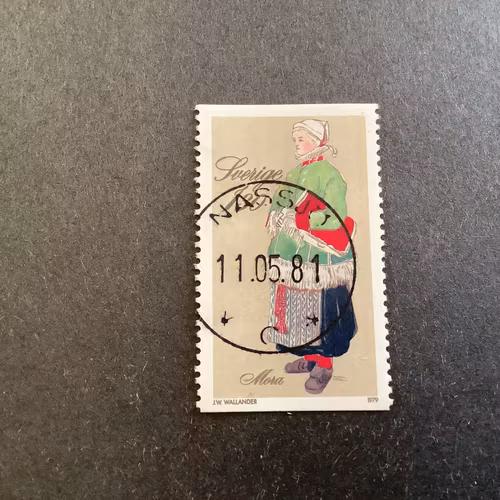 Sverige
NÄSSJÖ
11.05.81
C
Mora
J.W. WALLANDER 1979